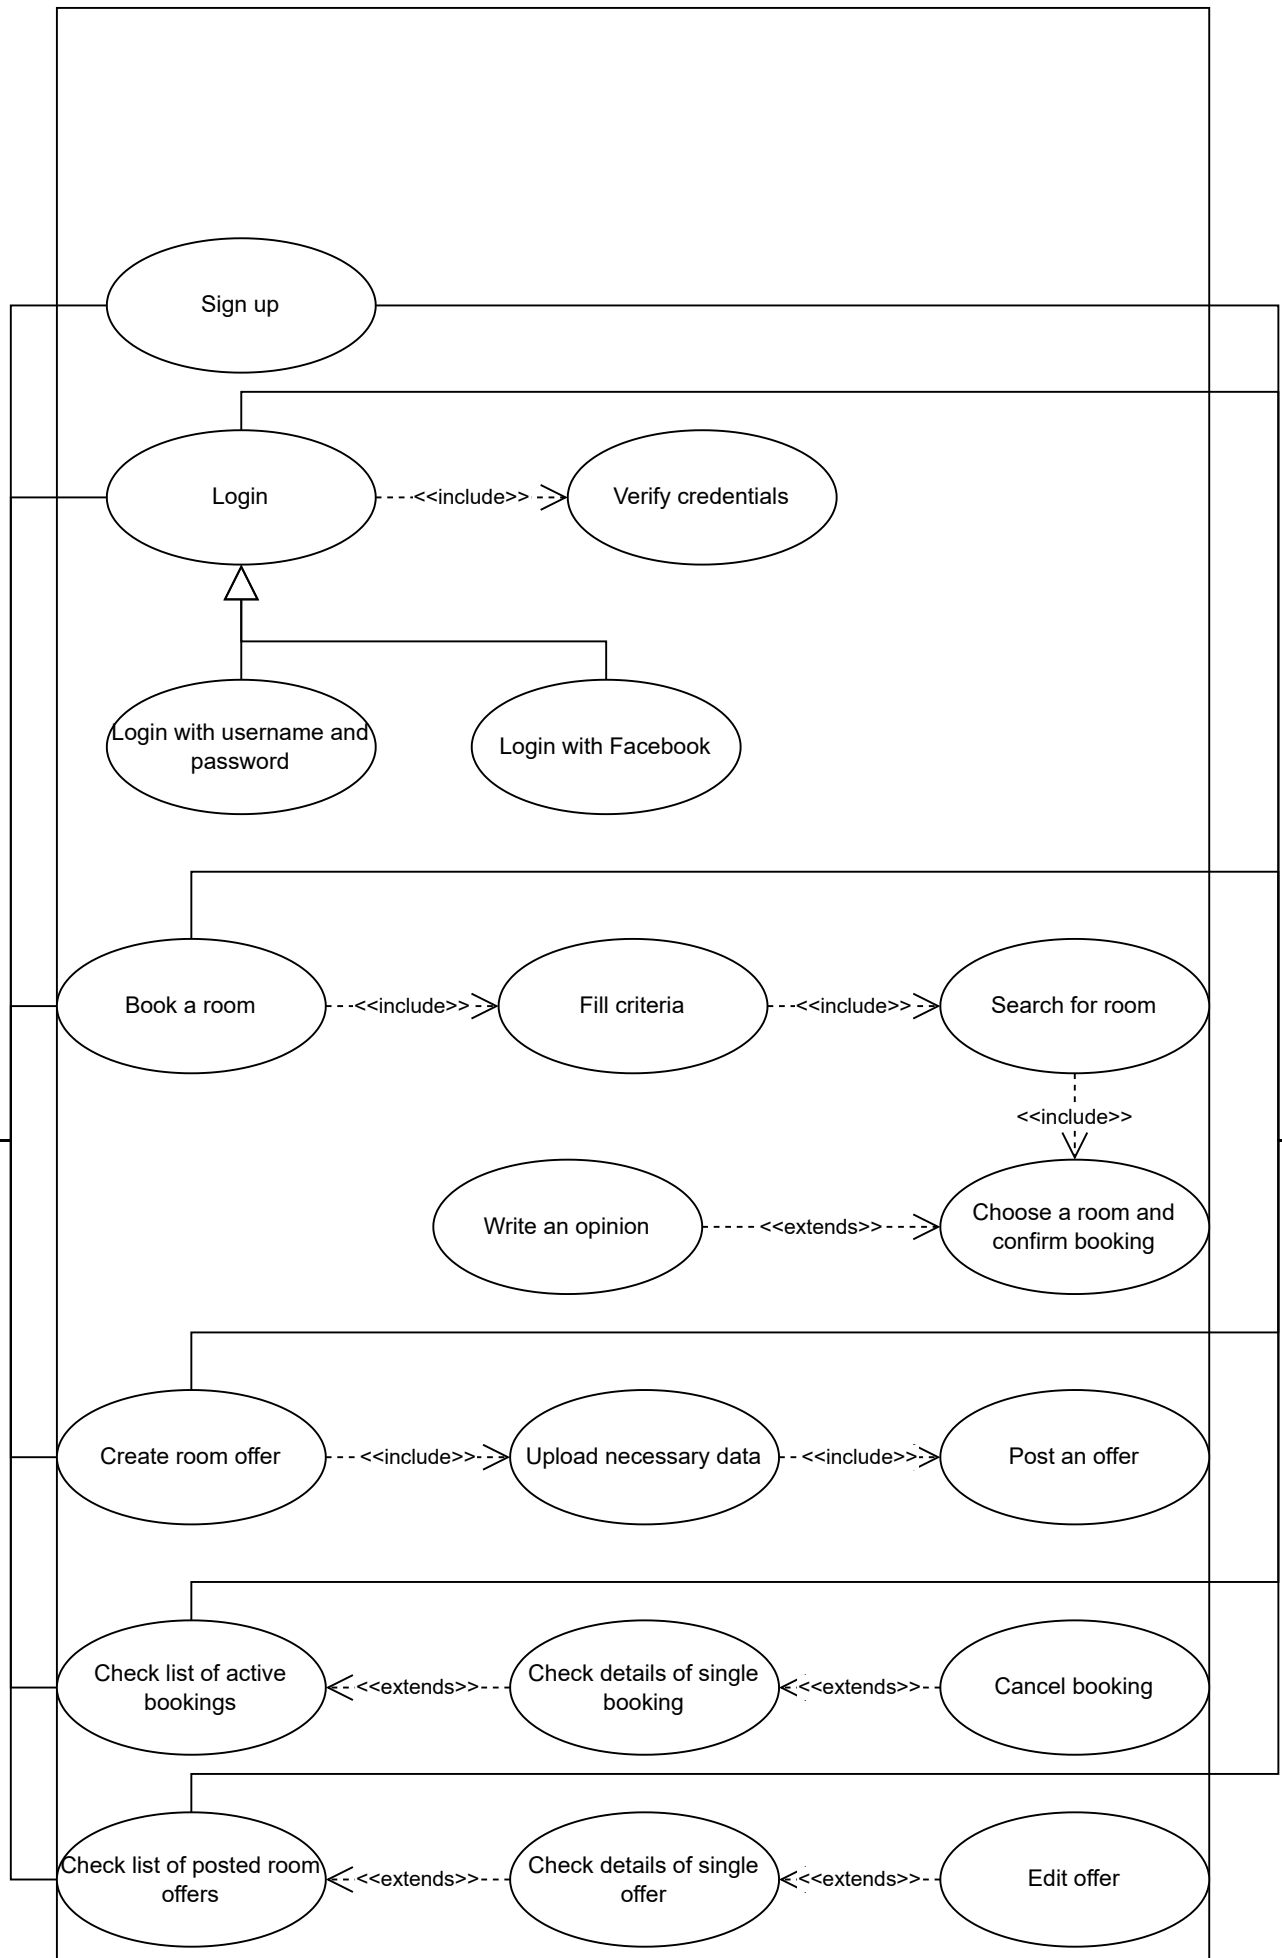 Sign up
Login
<<include>>
Verify credentials
Login with username and
password
Login with Facebook
Book a room
<<include>>
Fill criteria
<<include>>
Search for room
<<include>>
Write an opinion
<<extends>>
Choose a room and
confirm booking
Create room offer
<<include>>
Upload necessary data
<<include>>
Post an offer
Check list of active
bookings
<<extends>>
Check details of single
booking
<<extends>>
Cancel booking
Check list of posted room
offers
<<extends>>
Check details of single
offer
<<extends>>
Edit offer